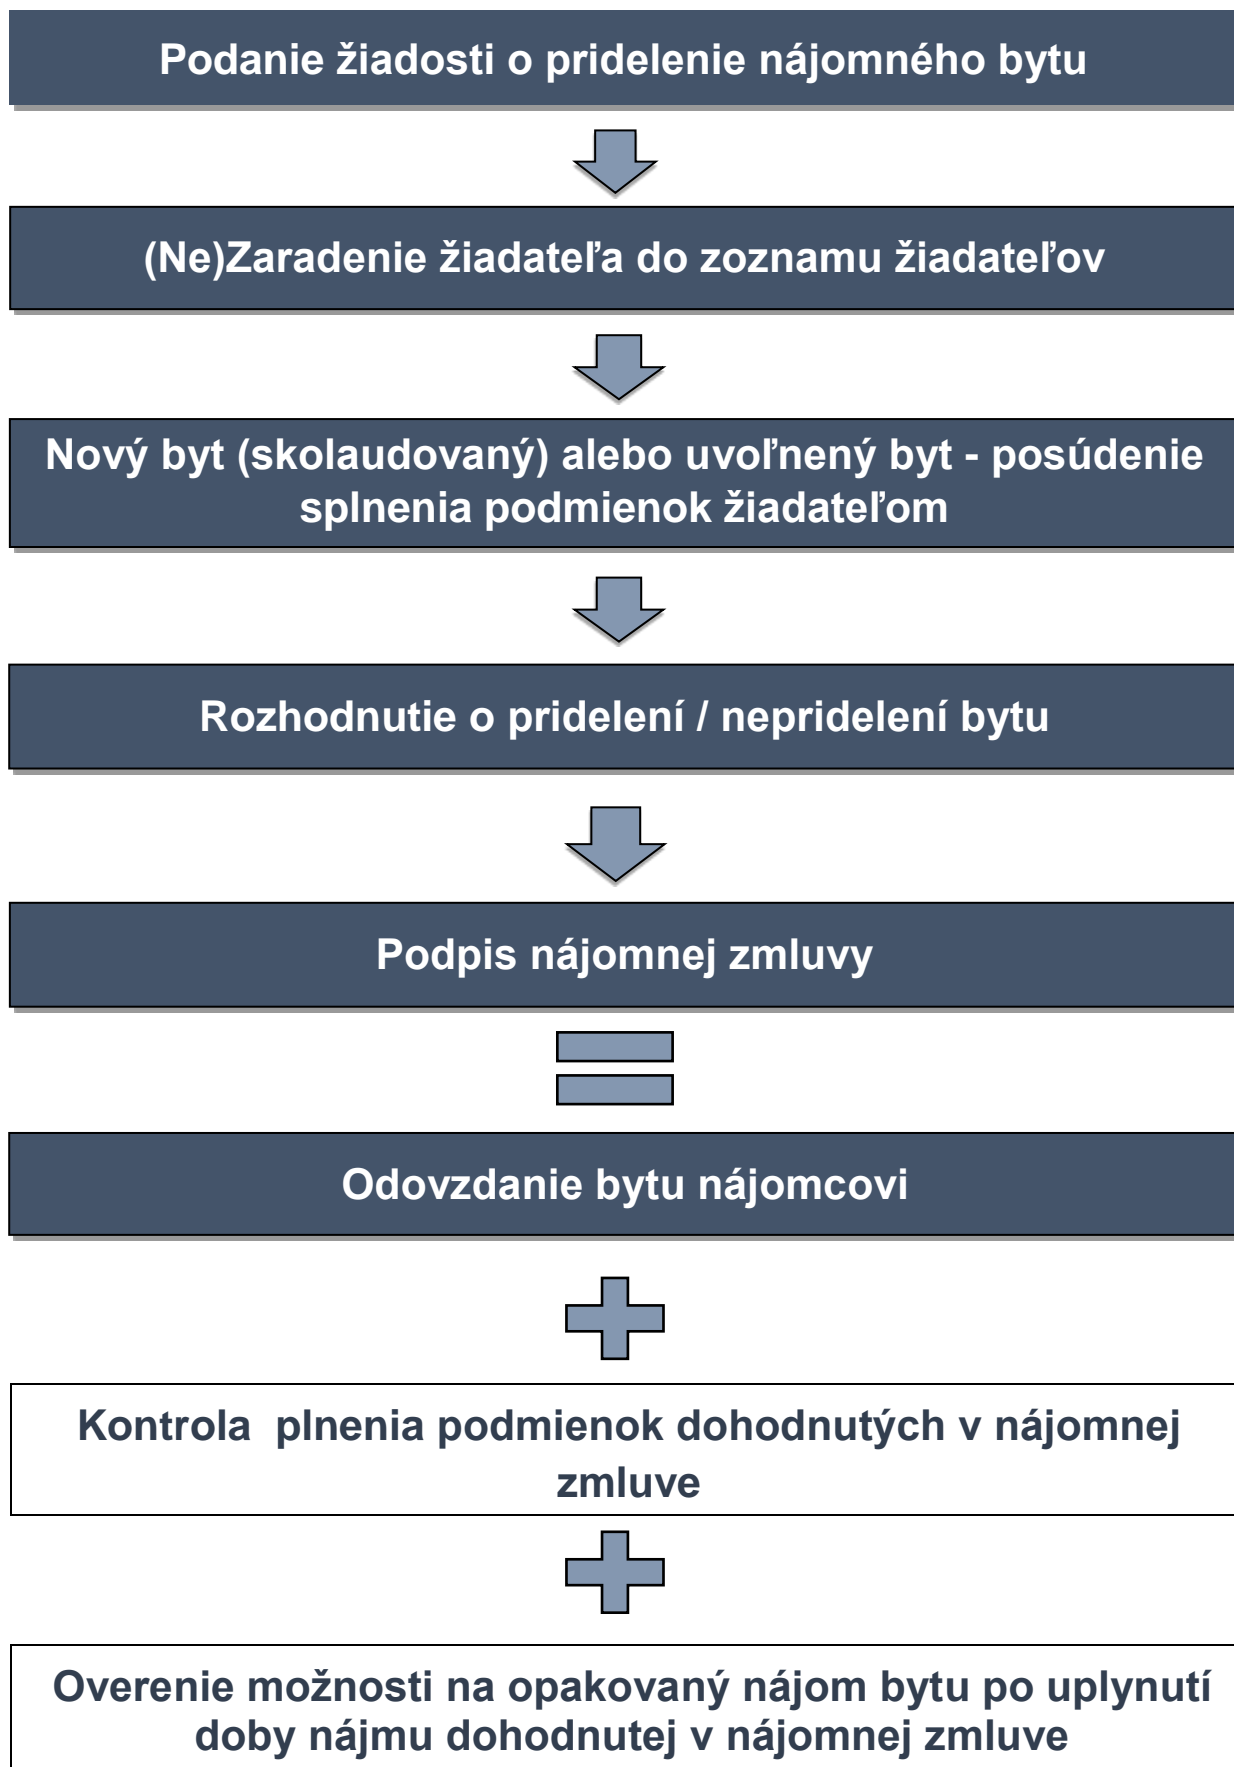 Podanie žiadosti o pridelenie nájomného bytu
(Ne)Zaradenie žiadateľa do zoznamu žiadateľov
Nový byt (skolaudovaný) alebo uvoľnený byt - posúdenie
splnenia podmienok žiadateľom
Rozhodnutie o pridelení / nepridelení bytu
Podpis nájomnej zmluvy
Odovzdanie bytu nájomcovi
Kontrola  plnenia podmienok dohodnutých v nájomnej
zmluve
Overenie možnosti na opakovaný nájom bytu po uplynutí
doby nájmu dohodnutej v nájomnej zmluve